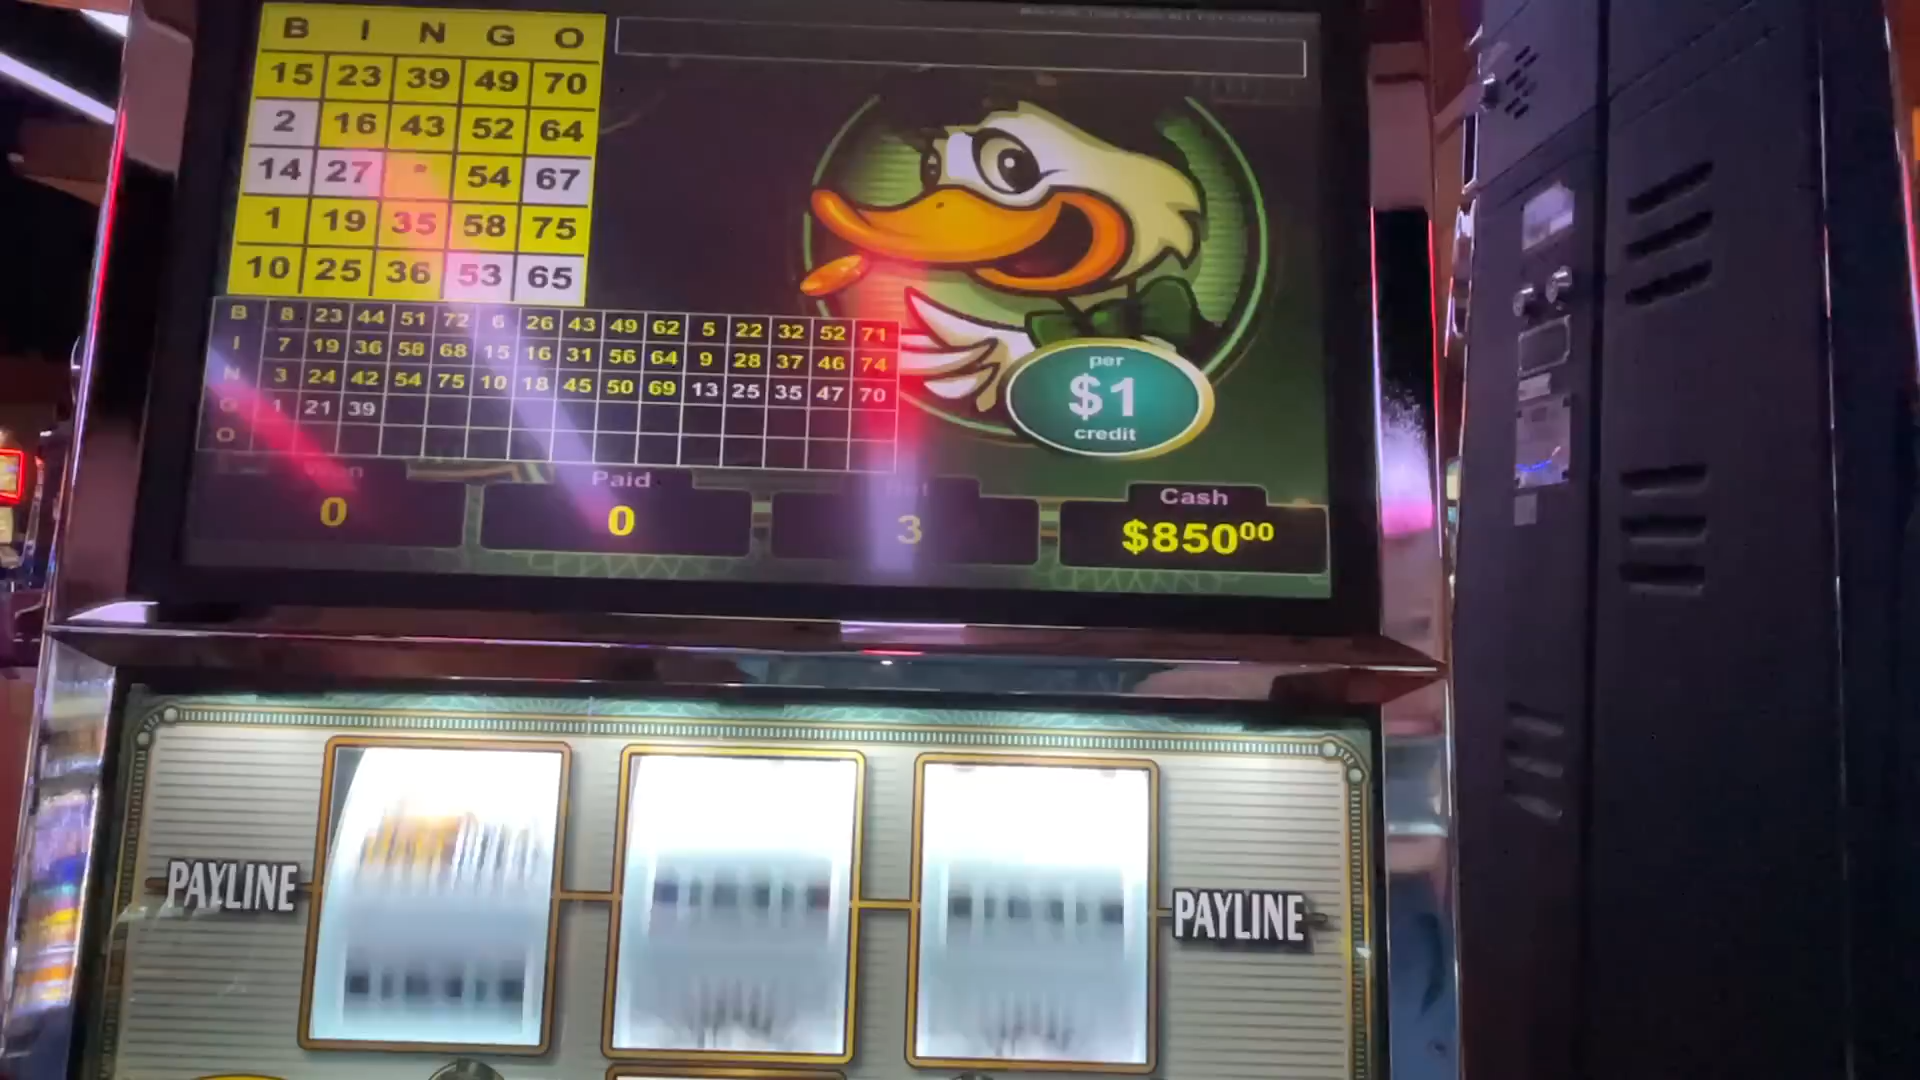 B I N G O
15 23 39 49 70
2 16 43 52 64
14 27 * 54 67
1 19 35 58 75
10 25 36 53 65
B 8 23 44 51 72 6 26 43 49 62 5 22 32 52 71
I 7 19 36 58 68 15 16 31 56 64 9 28 37 46 74
N 3 24 42 54 75 10 18 45 50 69 13 25 35 47 70
G 1 21 39
O
per
$1
credit
Won
0
Paid
0
Bet
3
Cash
$850⁰⁰
PAYLINE
PAYLINE